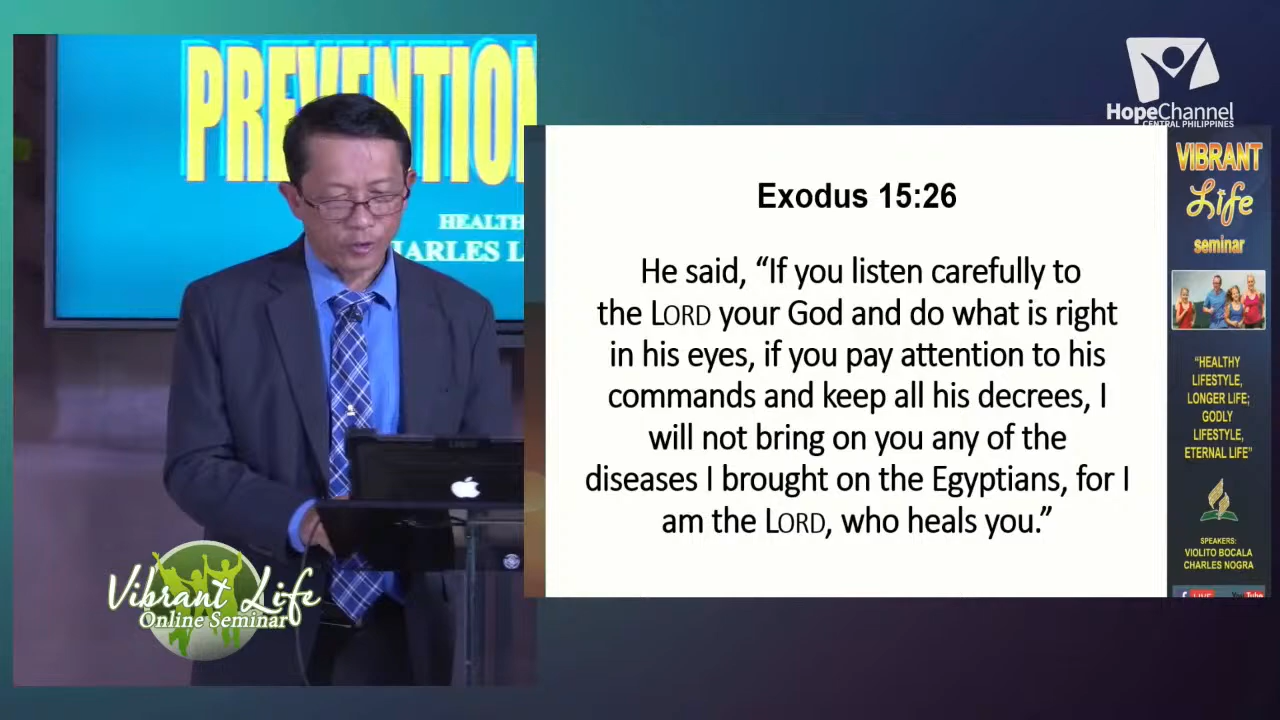 PREVENTION
HEALTH
HARLES L
Vibrant Life
Online Seminar
Exodus 15:26
He said, “If you listen carefully to
the LORD your God and do what is right
in his eyes, if you pay attention to his
commands and keep all his decrees, I
will not bring on you any of the
diseases I brought on the Egyptians, for I
am the LORD, who heals you.”
HopeChannel
CENTRAL PHILIPPINES
VIBRANT
Life
seminar
“HEALTHY
LIFESTYLE,
LONGER LIFE;
GODLY
LIFESTYLE,
ETERNAL LIFE”
SPEAKERS:
VIOLITO BOCALA
CHARLES NOGRA
LIVE YouTube